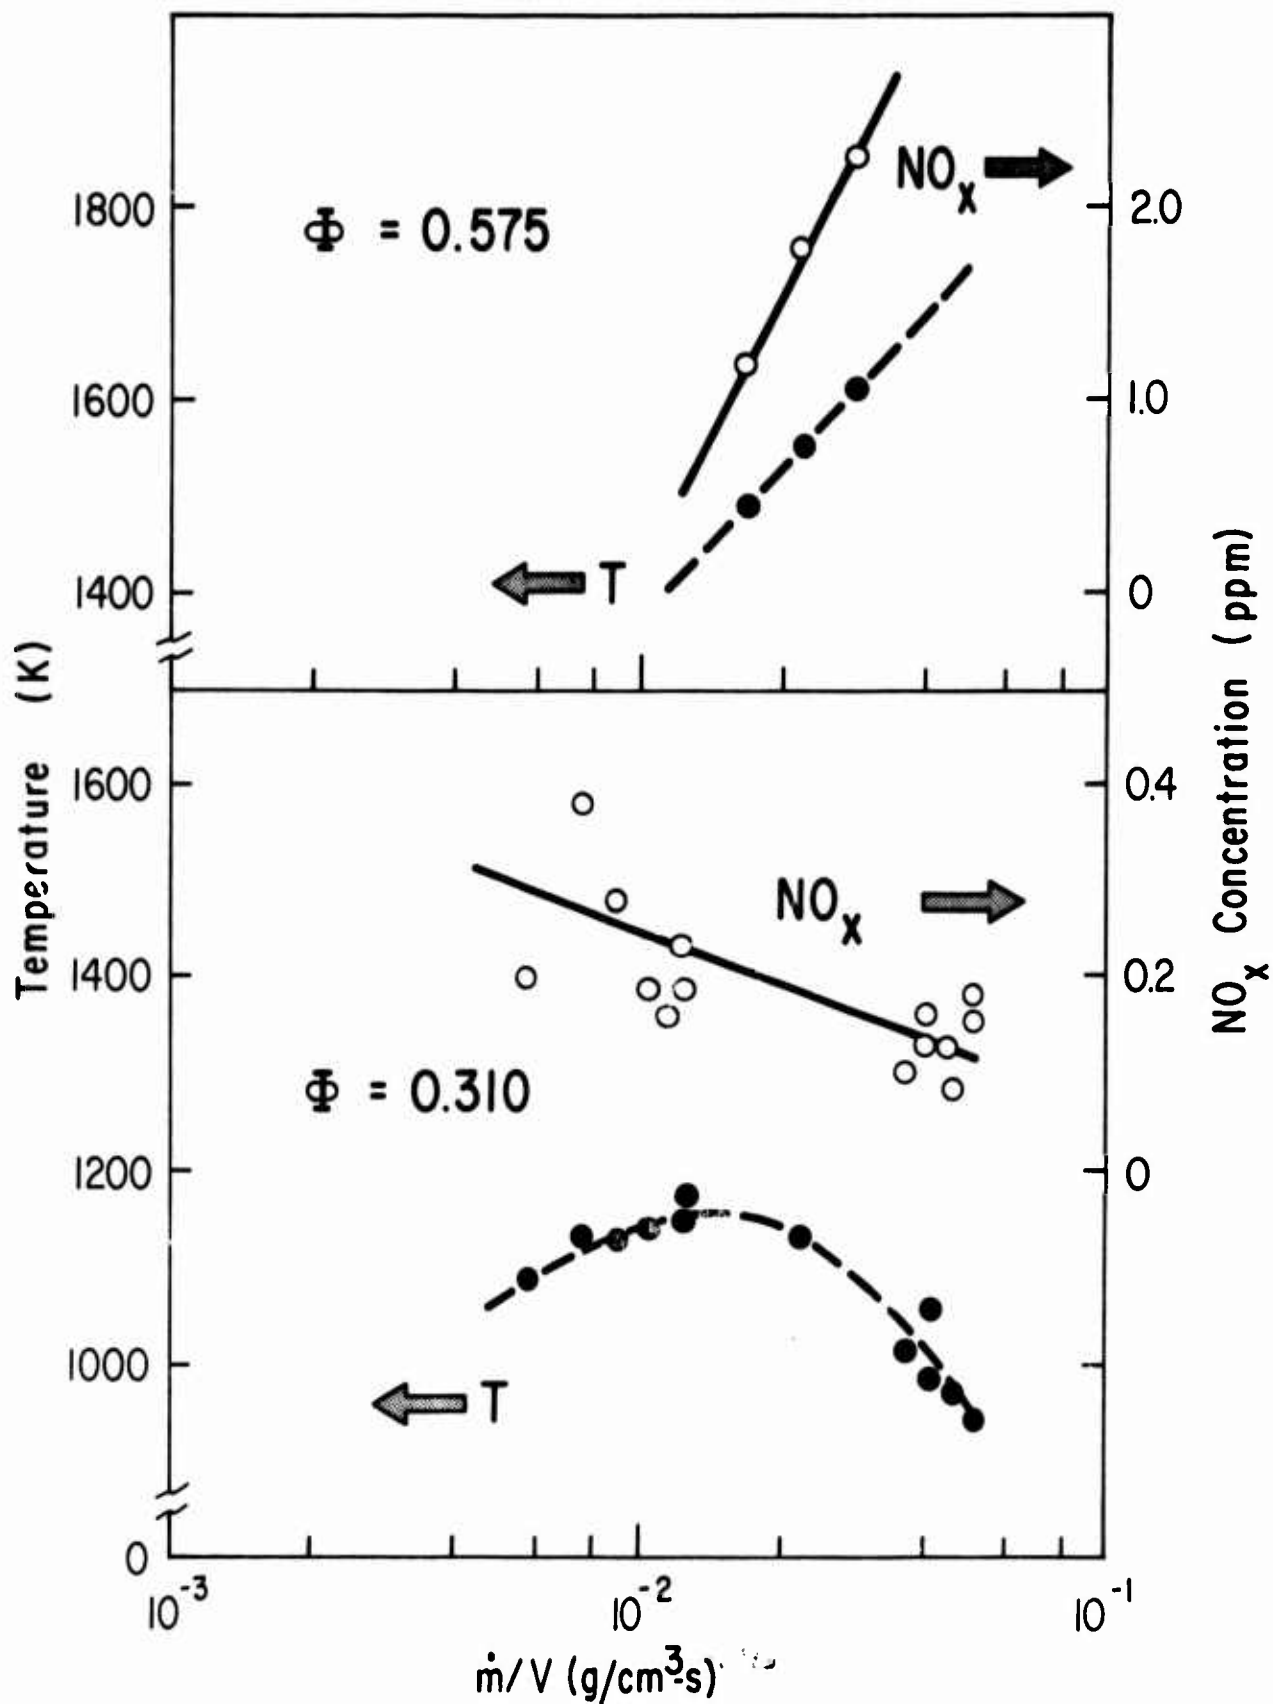 1800
1600
1400
Φ = 0.575
NOX
T
2.0
1.0
0
Temperature (K)
NOX Concentration (ppm)
1600
1400
1200
1000
0
NOX
Φ = 0.310
T
0.4
0.2
0
10-3
10-2
10-1
ṁ/V (g/cm3-s)